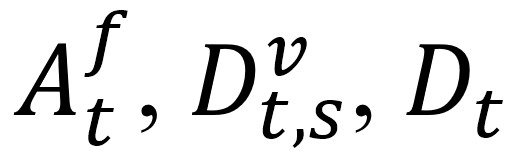 $A_t^f, D_{t,s}^v, D_t$